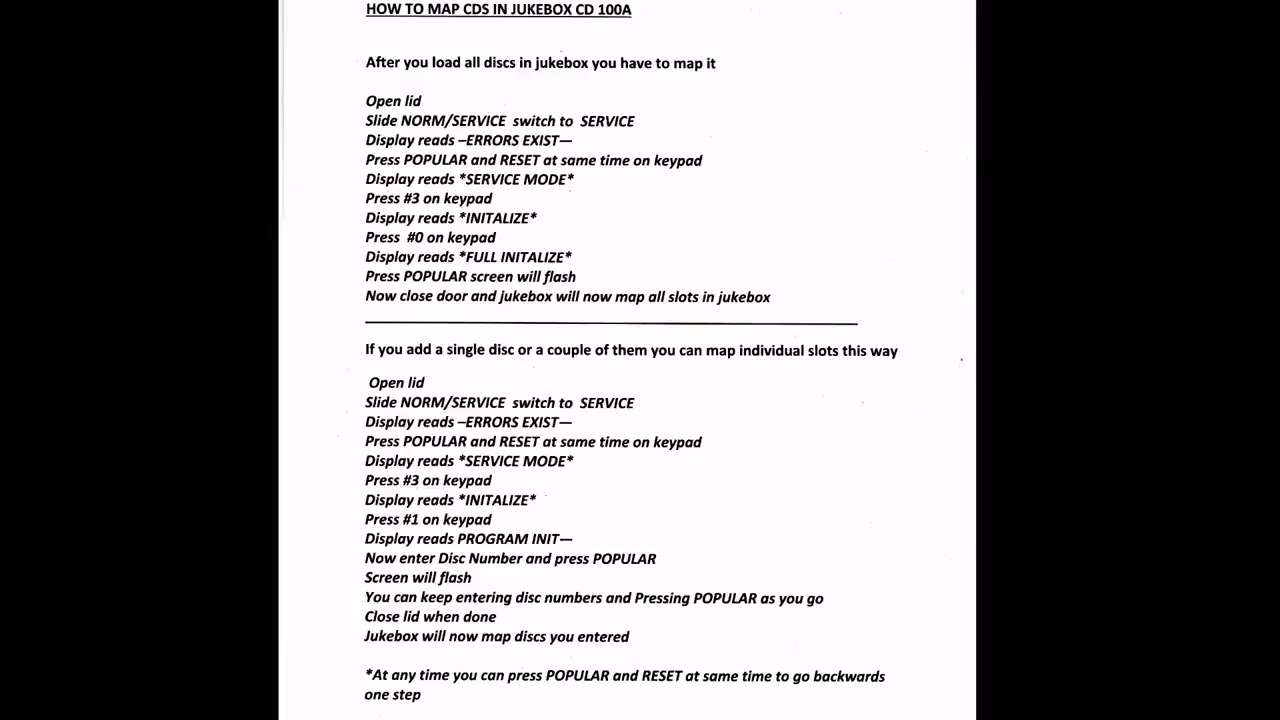 HOW TO MAP CDS IN JUKEBOX CD 100A
After you load all discs in jukebox you have to map it
Open lid
Slide NORM/SERVICE switch to SERVICE
Display reads –ERRORS EXIST—
Press POPULAR and RESET at same time on keypad
Display reads *SERVICE MODE*
Press #3 on keypad
Display reads *INITALIZE*
Press #0 on keypad
Display reads *FULL INITALIZE*
Press POPULAR screen will flash
Now close door and jukebox will now map all slots in jukebox
If you add a single disc or a couple of them you can map individual slots this way
Open lid
Slide NORM/SERVICE switch to SERVICE
Display reads –ERRORS EXIST—
Press POPULAR and RESET at same time on keypad
Display reads *SERVICE MODE*
Press #3 on keypad
Display reads *INITALIZE*
Press #1 on keypad
Display reads PROGRAM INIT—
Now enter Disc Number and press POPULAR
Screen will flash
You can keep entering disc numbers and Pressing POPULAR as you go
Close lid when done
Jukebox will now map discs you entered
*At any time you can press POPULAR and RESET at same time to go backwards
one step